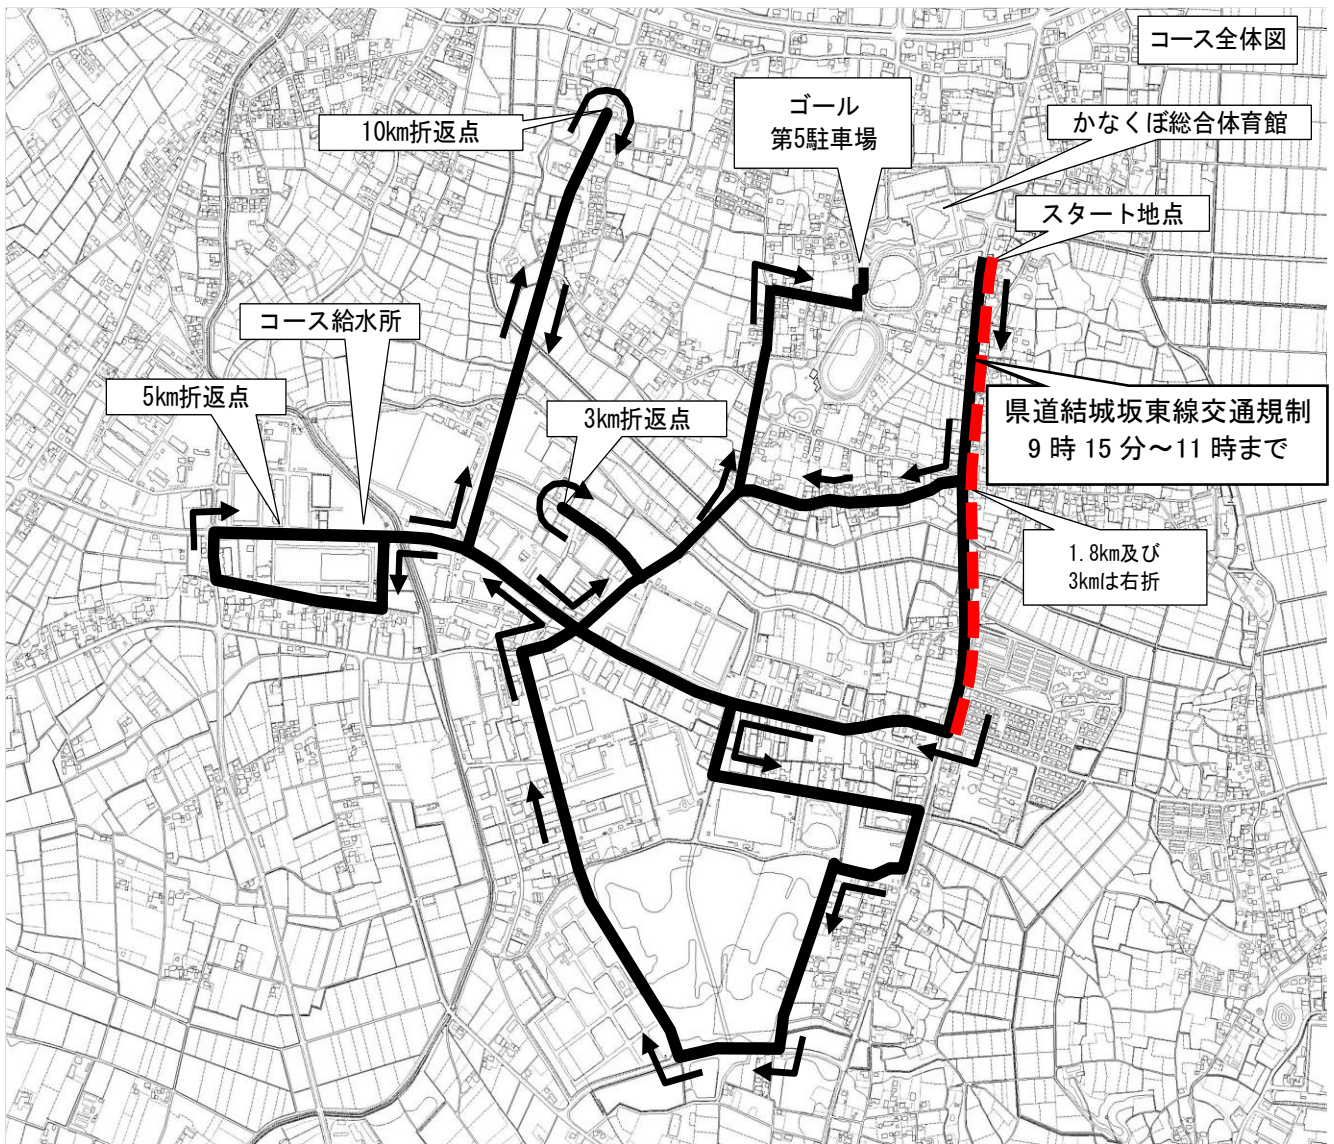 コース全体図
10km折返点
ゴール
第5駐車場
かなくぼ総合体育館
スタート地点
コース給水所
5km折返点
3km折返点
県道結城坂東線交通規制
9時15分～11時まで
1.8km及び
3kmは右折